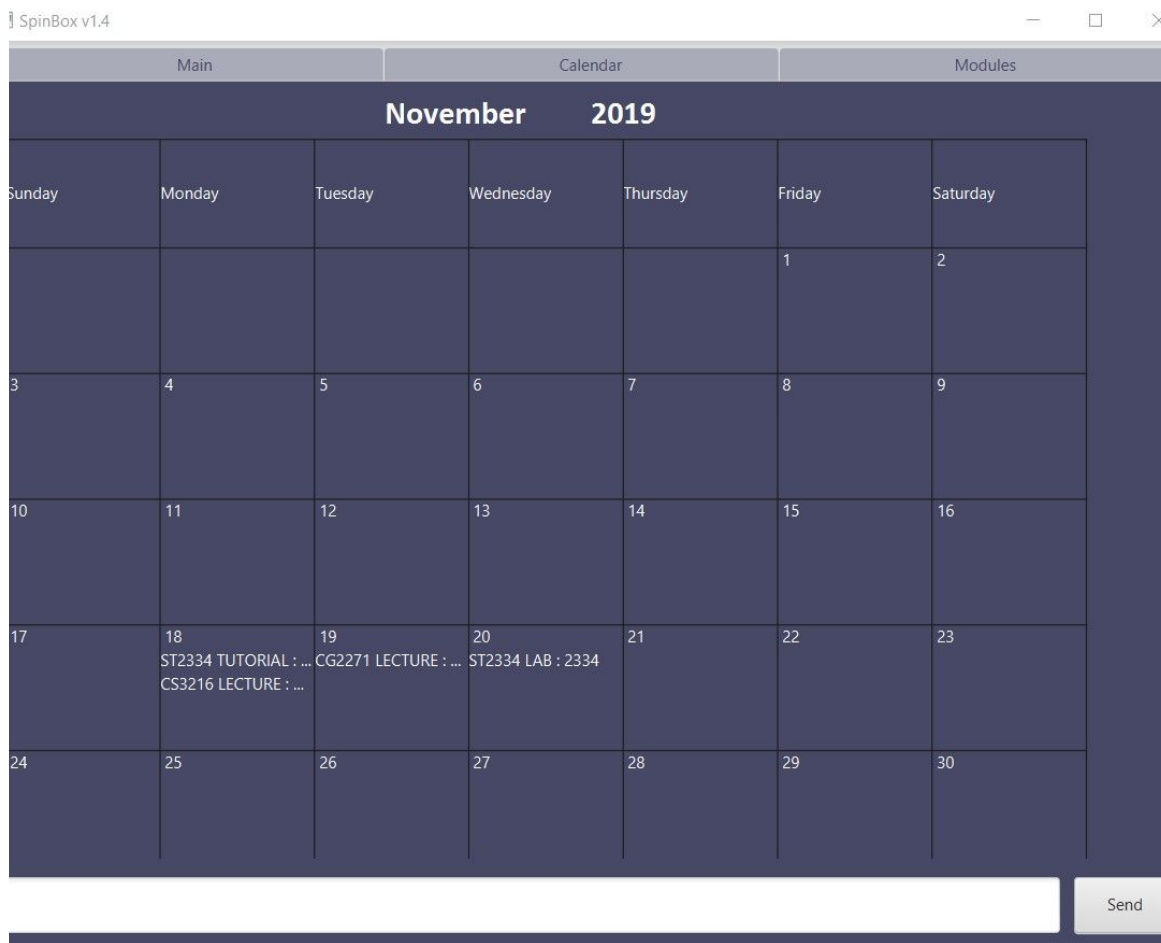 SpinBox v1.4
Main Calendar Modules
November 2019
Sunday Monday Tuesday Wednesday Thursday Friday Saturday
1 2
3 4 5 6 7 8 9
10 11 12 13 14 15 16
17 18 19 20 21 22 23
ST2334 TUTORIAL : ... CG2271 LECTURE : ... ST2334 LAB : 2334
CS3216 LECTURE : ...
24 25 26 27 28 29 30
Send